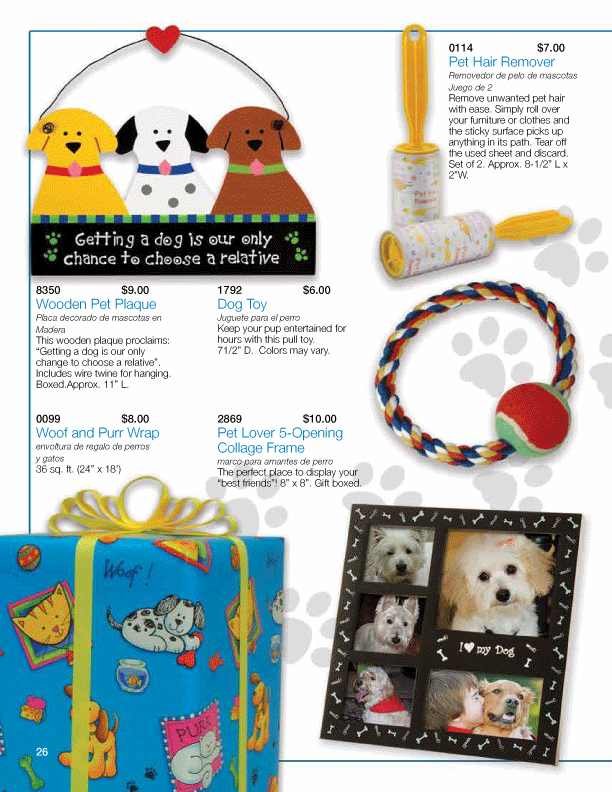 0114 $7.00
Pet Hair Remover
Removedor de pelo de mascotas
Juego de 2
Remove unwanted pet hair
with ease. Simply roll over
your furniture or clothes and
the sticky surface picks up
anything in its path. Tear off
the used sheet and discard.
Set of 2. Approx. 8-1/2” L x
2”W.
Pet Hair
Remover
Getting a dog is our only
chance to choose a relative
8350 $9.00
Wooden Pet Plaque
Placa decorado de mascotas en
Madera
This wooden plaque proclaims:
“Getting a dog is our only
change to choose a relative”.
Includes wire twine for hanging.
Boxed.Approx. 11” L.
1792 $6.00
Dog Toy
Juguete para el perro
Keep your pup entertained for
hours with this pull toy.
71/2” D. Colors may vary.
0099 $8.00
Woof and Purr Wrap
envoltura de regalo de perros
y gatos
36 sq. ft. (24” x 18’)
2869 $10.00
Pet Lover 5-Opening
Collage Frame
marco para amantes de perro
The perfect place to display your
“best friends”! 8” x 8”. Gift boxed.
Woof!
PURR
I my Dog
26